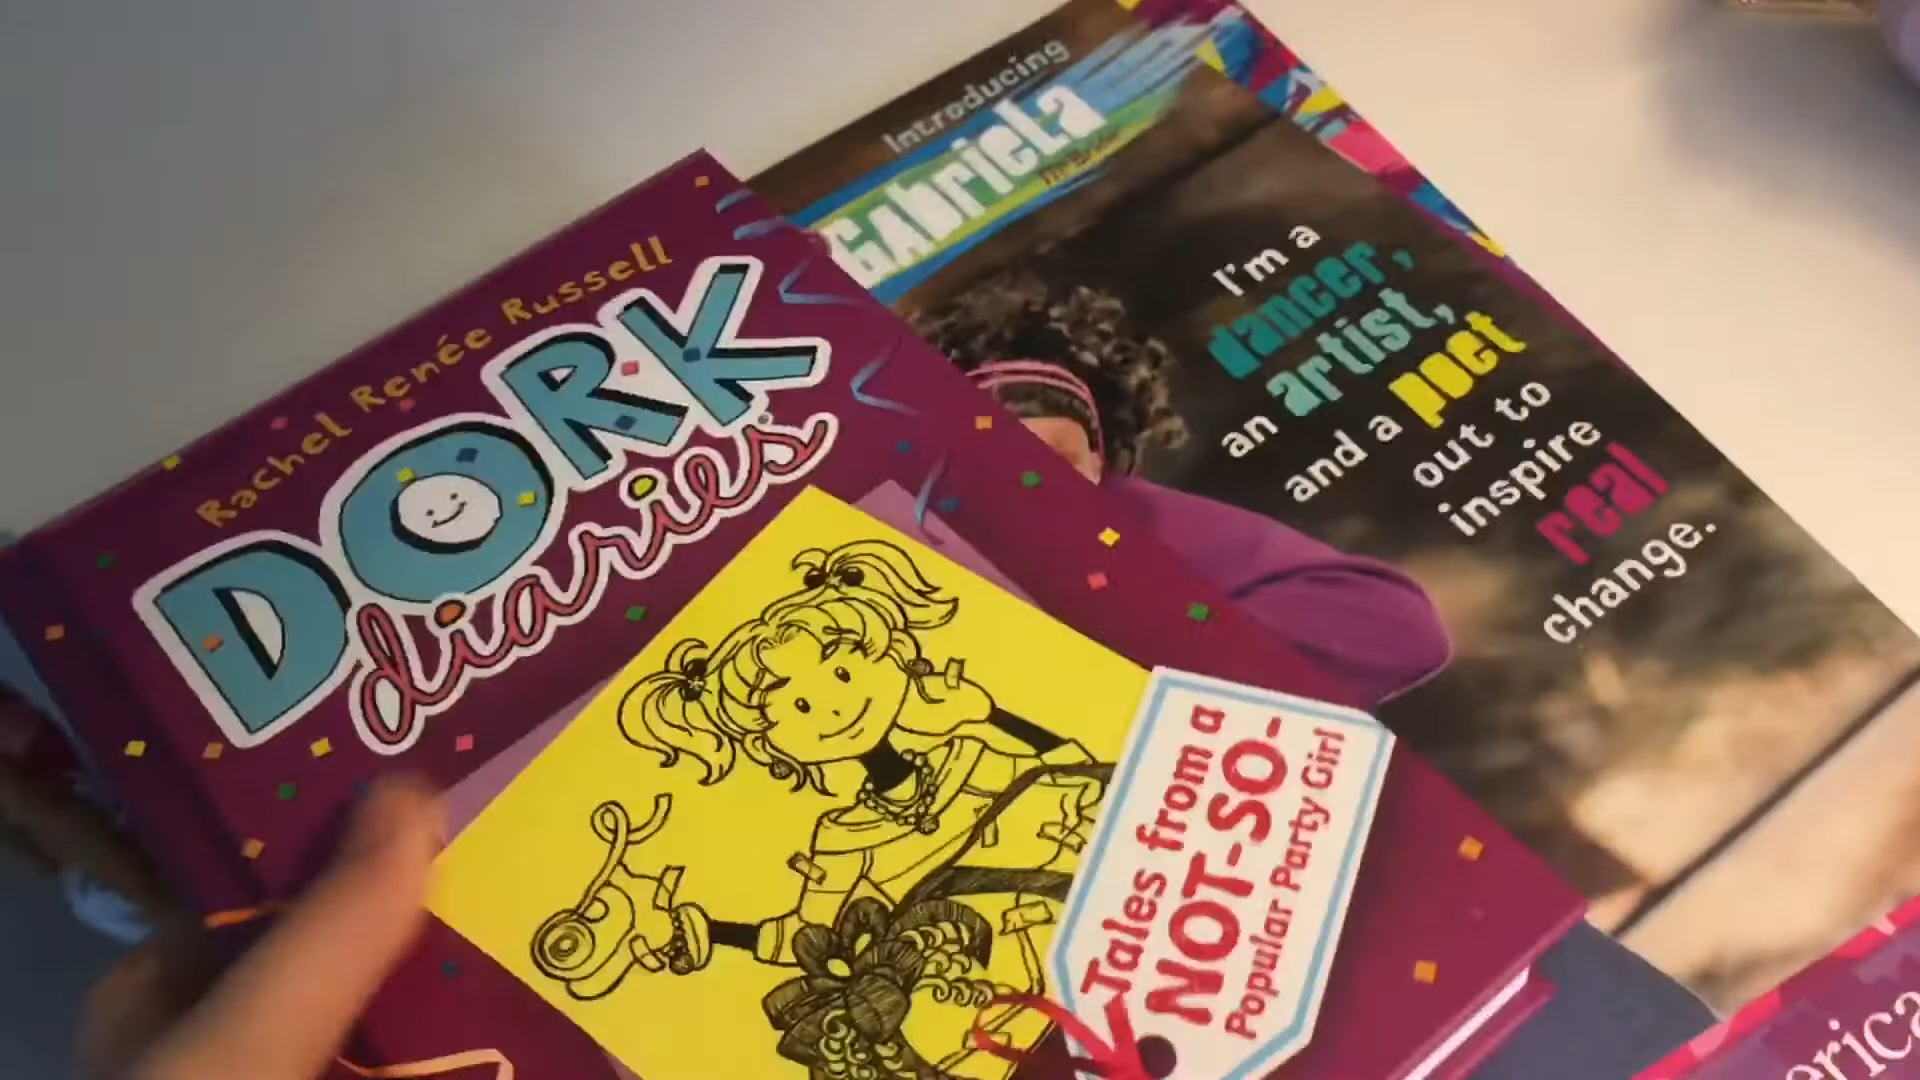 Rachel Renée Russell
DORK
diaries
Tales from a
NOT-SO-
Popular Party Girl
Introducing
GAbrieLa
I'm a
dancer,
an artist,
and a poet
out to
inspire
real
change.